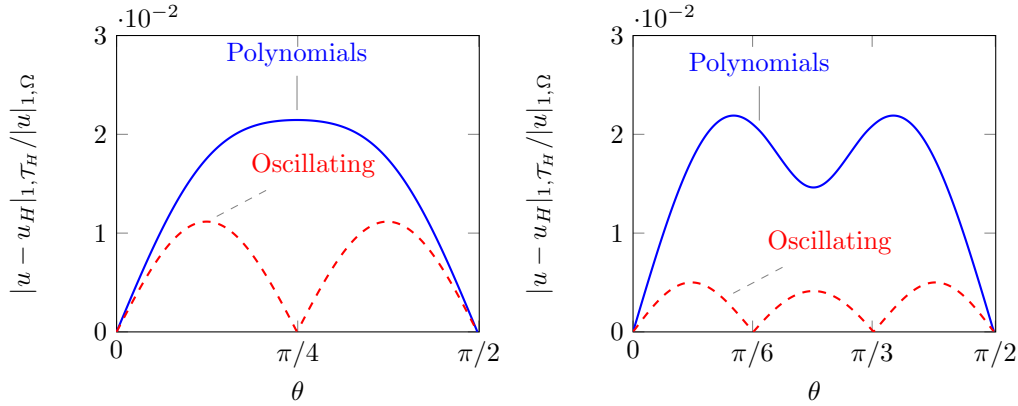 ·10⁻²
3
2
1
0
0
π/4
π/2
θ
|u − u_H|_{1,𝒯_H}/|u|_{1,Ω}
Polynomials
Oscillating
·10⁻²
3
2
1
0
0
π/6
π/3
π/2
θ
|u − u_H|_{1,𝒯_H}/|u|_{1,Ω}
Polynomials
Oscillating